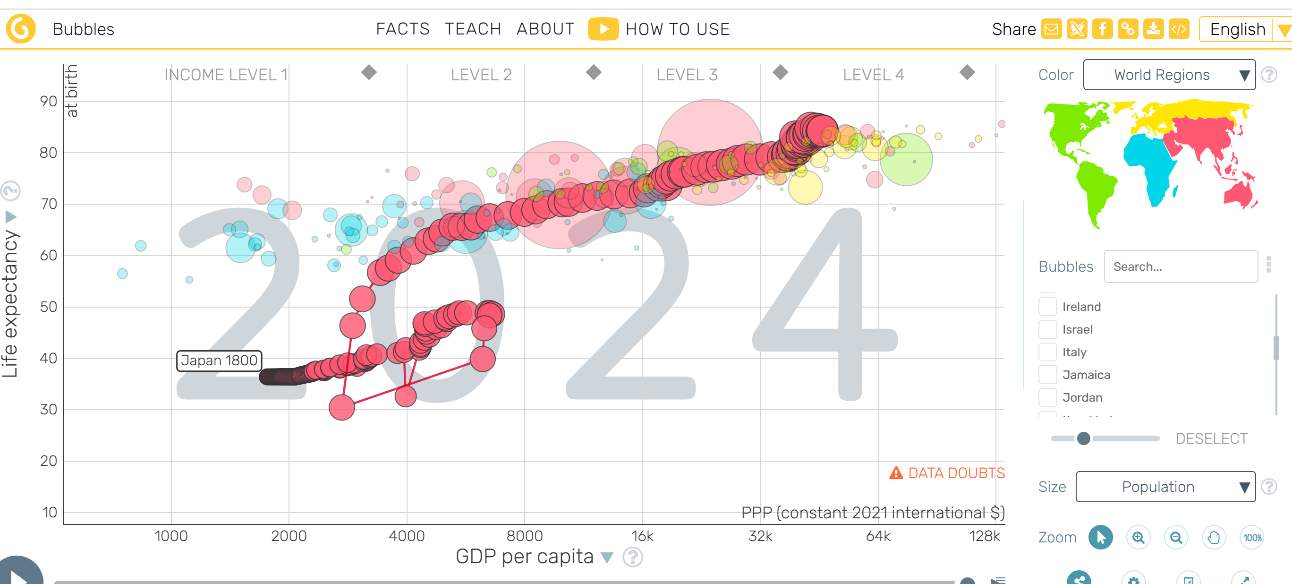 Bubbles
FACTS TEACH ABOUT HOW TO USE
Share
English
INCOME LEVEL 1
LEVEL 2
LEVEL 3
LEVEL 4
Life expectancy
at birth
90
80
70
60
50
40
30
20
10
2024
Japan 1800
DATA DOUBTS
PPP (constant 2021 international $)
1000 2000 4000 8000 16k 32k 64k 128k
GDP per capita
?
Color
World Regions
?
Bubbles
Search...
Ireland
Israel
Italy
Jamaica
Jordan
DESELECT
Size
Population
?
Zoom
100%